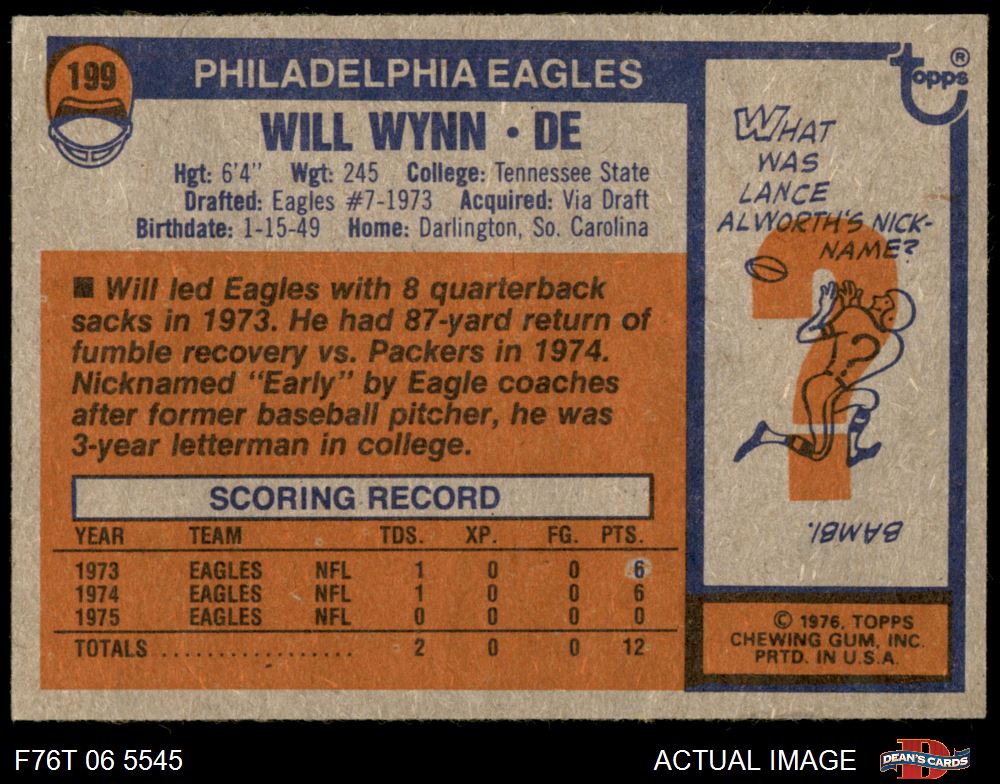 199
PHILADELPHIA EAGLES
WILL WYNN • DE
Hgt: 6'4" Wgt: 245 College: Tennessee State
Drafted: Eagles #7-1973 Acquired: Via Draft
Birthdate: 1-15-49 Home: Darlington, So. Carolina
■ Will led Eagles with 8 quarterback
sacks in 1973. He had 87-yard return of
fumble recovery vs. Packers in 1974.
Nicknamed "Early" by Eagle coaches
after former baseball pitcher, he was
3-year letterman in college.
SCORING RECORD
YEAR TEAM TDS. XP. FG. PTS.
1973 EAGLES NFL 1 0 0 6
1974 EAGLES NFL 1 0 0 6
1975 EAGLES NFL 0 0 0 0
TOTALS ................. 2 0 0 12
topps®
WHAT
WAS
LANCE
ALWORTH'S NICK-
NAME?
?
?
BAMBI.
© 1976, TOPPS
CHEWING GUM, INC.
PRTD. IN U.S.A.
F76T 06 5545
ACTUAL IMAGE
D
DEAN'S CARDS